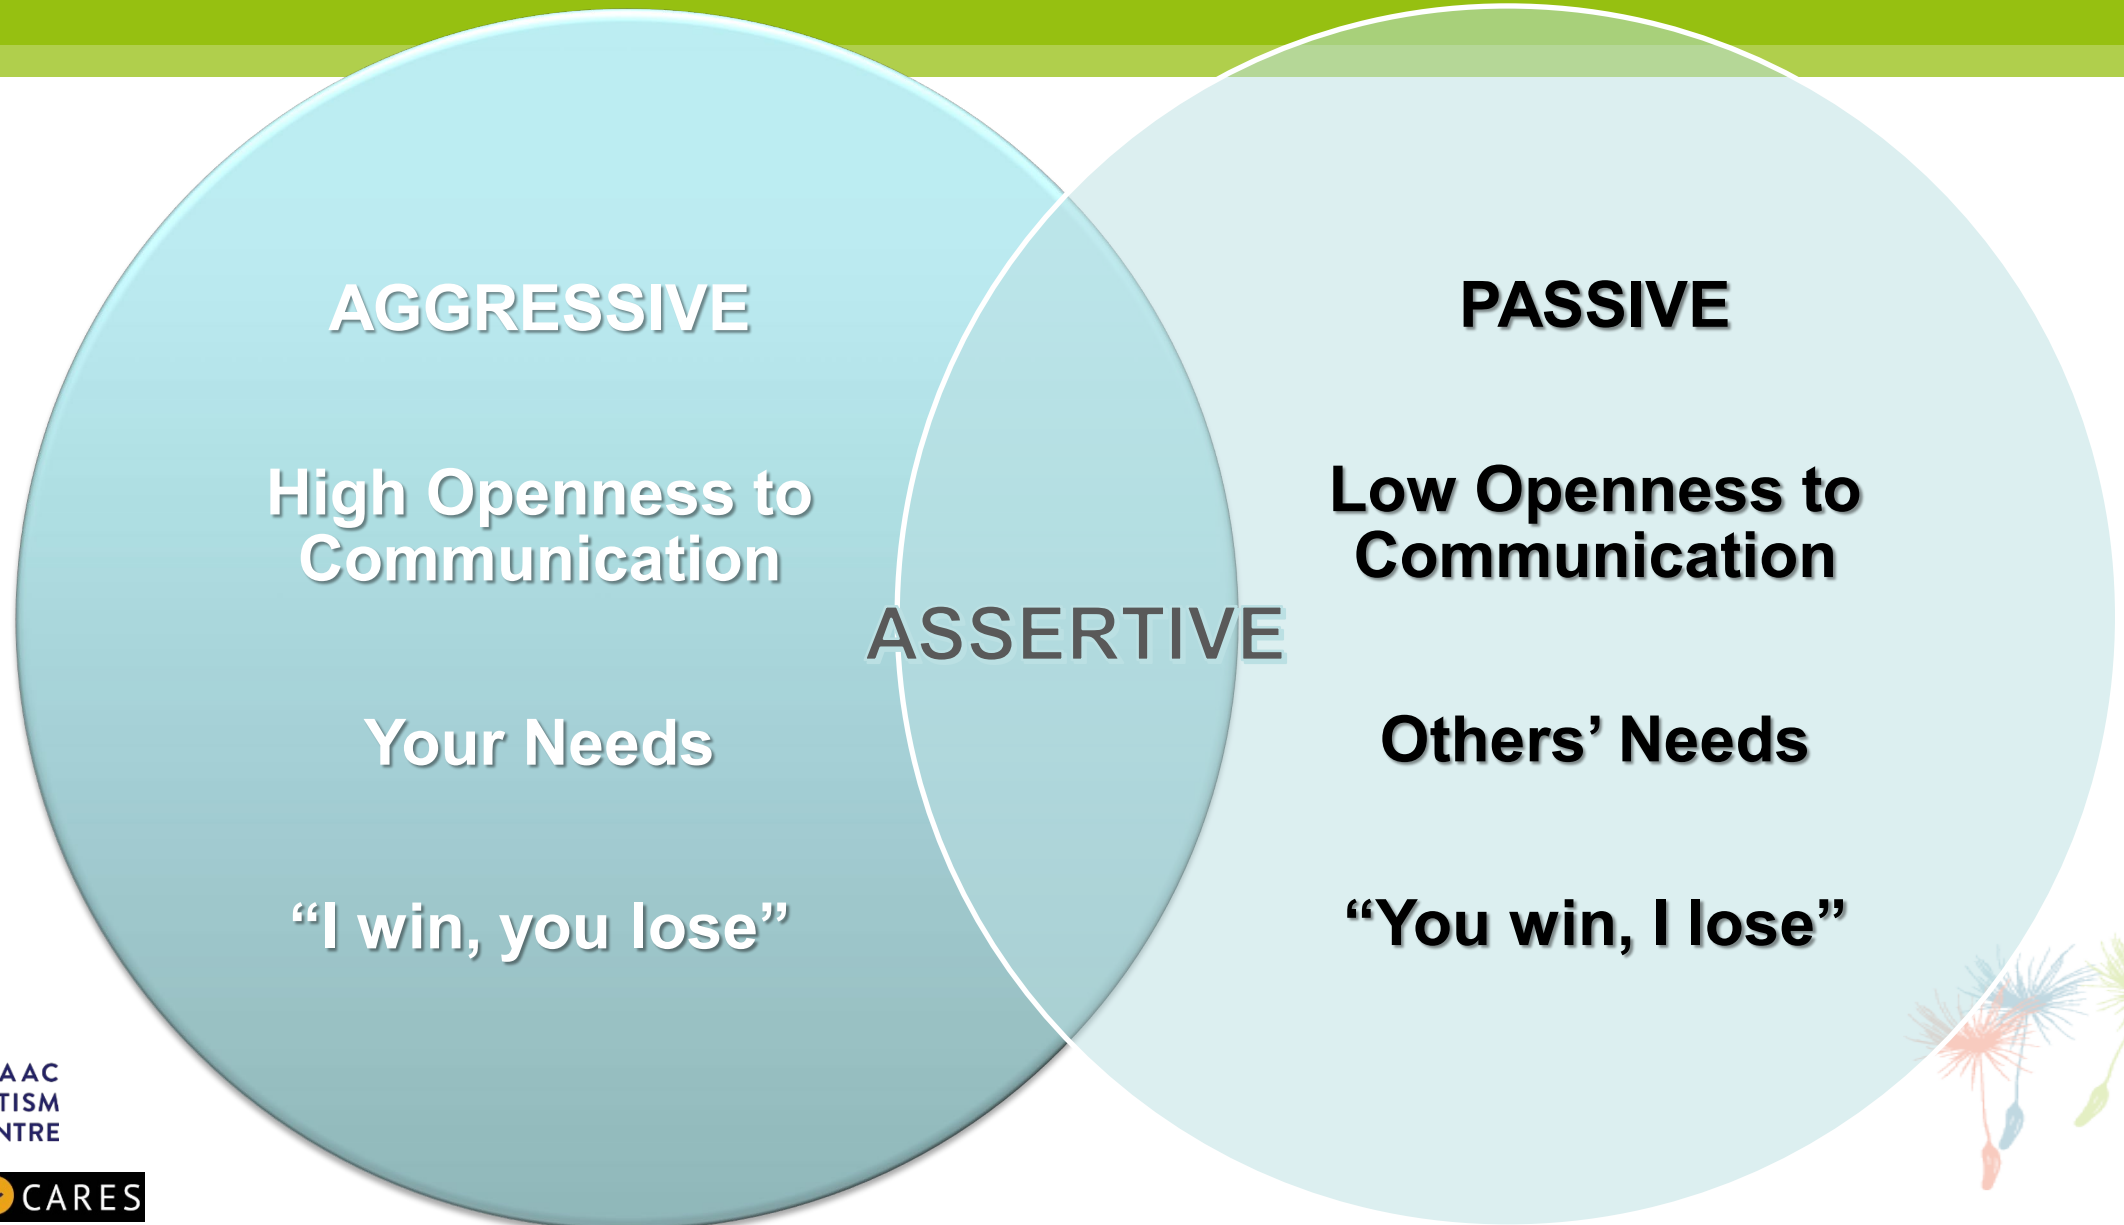 AGGRESSIVE
High Openness to
Communication
Your Needs
“I win, you lose”
ASSERTIVE
PASSIVE
Low Openness to
Communication
Others’ Needs
“You win, I lose”
CARES